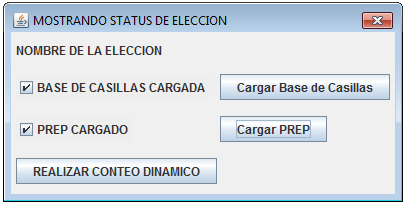 MOSTRANDO STATUS DE ELECCION
NOMBRE DE LA ELECCION
BASE DE CASILLAS CARGADA Cargar Base de Casillas
PREP CARGADO Cargar PREP
REALIZAR CONTEO DINAMICO